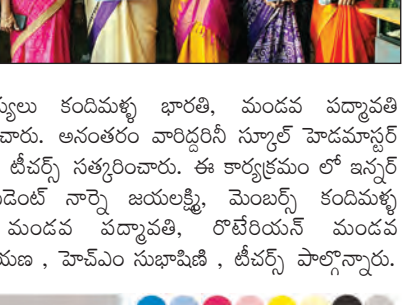 స్యులు కందిమళ్ళ భారతి, మండవ పద్మావతి
చారు. అనంతరం వారిద్దరినీ స్కూల్ హెడమాస్టర్
టీచర్స్ సత్కరించారు. ఈ కార్యక్రమం లో ఇన్నర్
డెంట్ నార్నె జయలక్ష్మి, మెంబర్స్ కందిమళ్ళ
మండవ పద్మావతి, రొటేరియన్ మండవ
యణ , హెచ్ఎం సుభాషిణి , టీచర్స్ పాల్గొన్నారు.